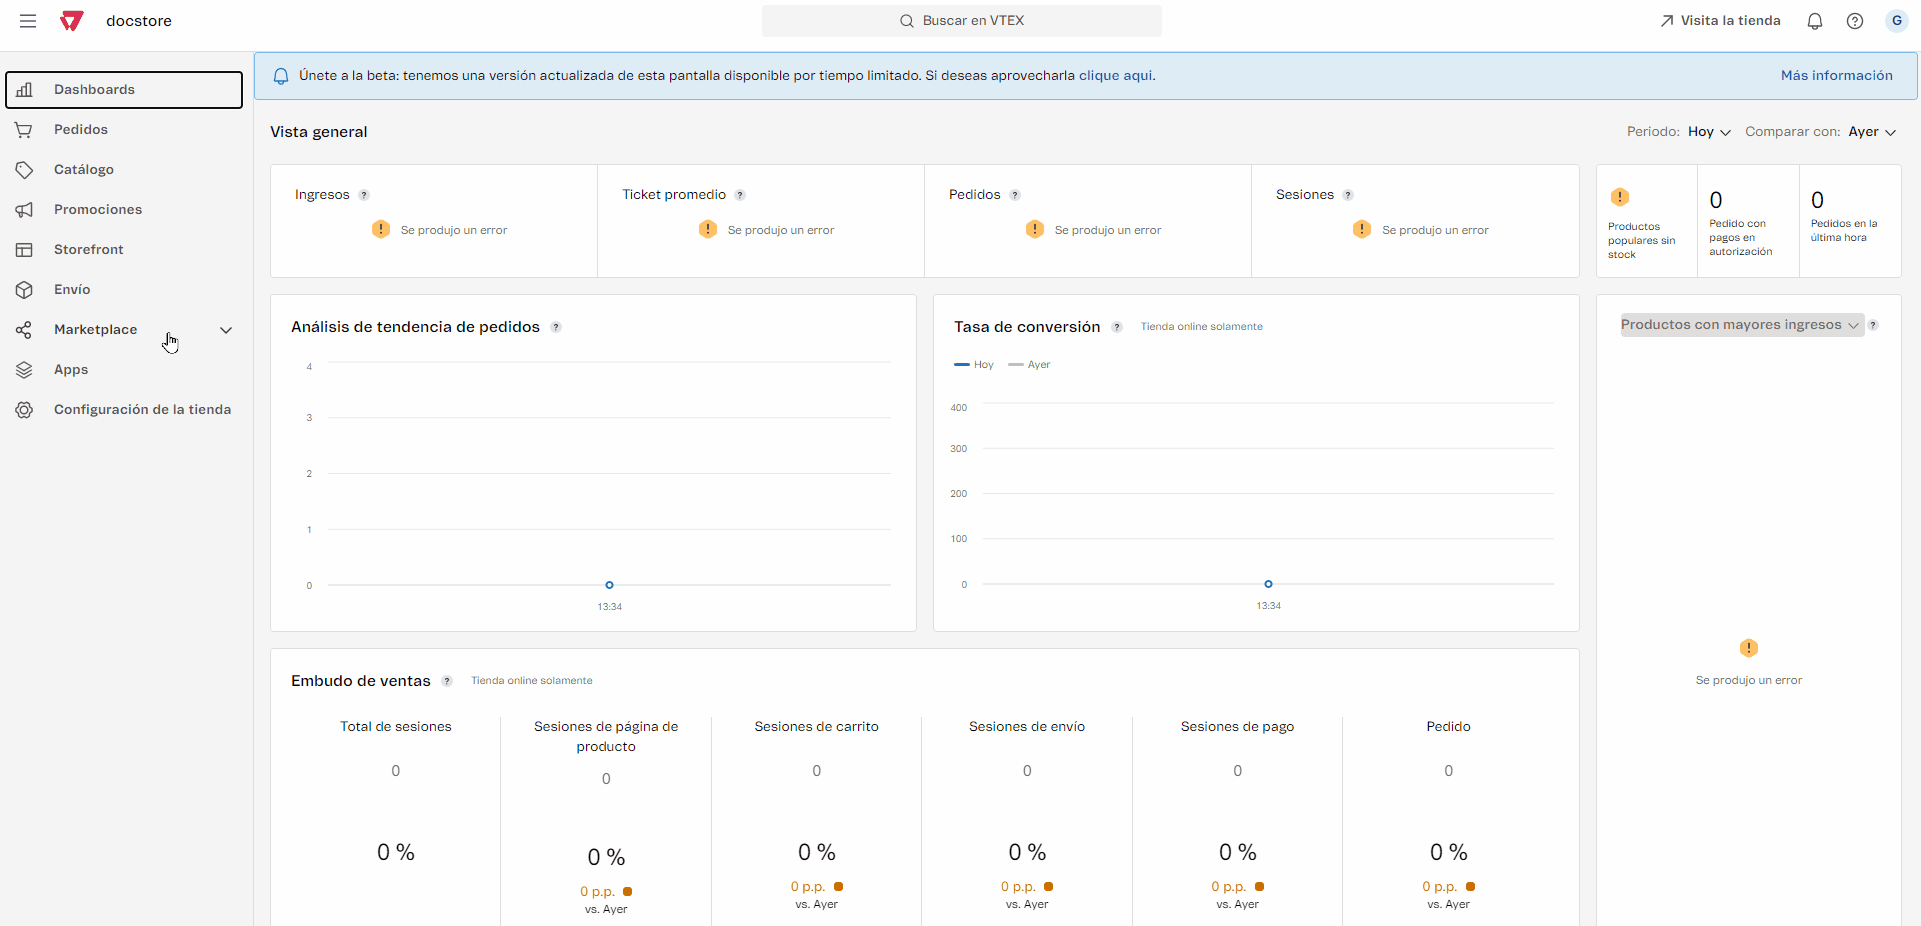 docstore
Buscar en VTEX
Visita la tienda
G
Dashboards
Pedidos
Catálogo
Promociones
Storefront
Envío
Marketplace
Apps
Configuración de la tienda
Únete a la beta: tenemos una versión actualizada de esta pantalla disponible por tiempo limitado. Si deseas aprovecharla clique aqui.
Más información
Vista general
Periodo: Hoy
Comparar con: Ayer
Ingresos ?
! Se produjo un error
Ticket promedio ?
! Se produjo un error
Pedidos ?
! Se produjo un error
Sesiones ?
! Se produjo un error
!
Productos
populares sin
stock
0
Pedido con
pagos en
autorización
0
Pedidos en la
última hora
Análisis de tendencia de pedidos ?
4
3
2
1
0
13:34
Tasa de conversión ? Tienda online solamente
Hoy Ayer
400
300
200
100
0
13:34
Productos con mayores ingresos ?
!
Se produjo un error
Embudo de ventas ? Tienda online solamente
Total de sesiones
0
0 %
Sesiones de página de
producto
0
0 %
0 p.p.
vs. Ayer
Sesiones de carrito
0
0 %
0 p.p.
vs. Ayer
Sesiones de envío
0
0 %
0 p.p.
vs. Ayer
Sesiones de pago
0
0 %
0 p.p.
vs. Ayer
Pedido
0
0 %
0 p.p.
vs. Ayer